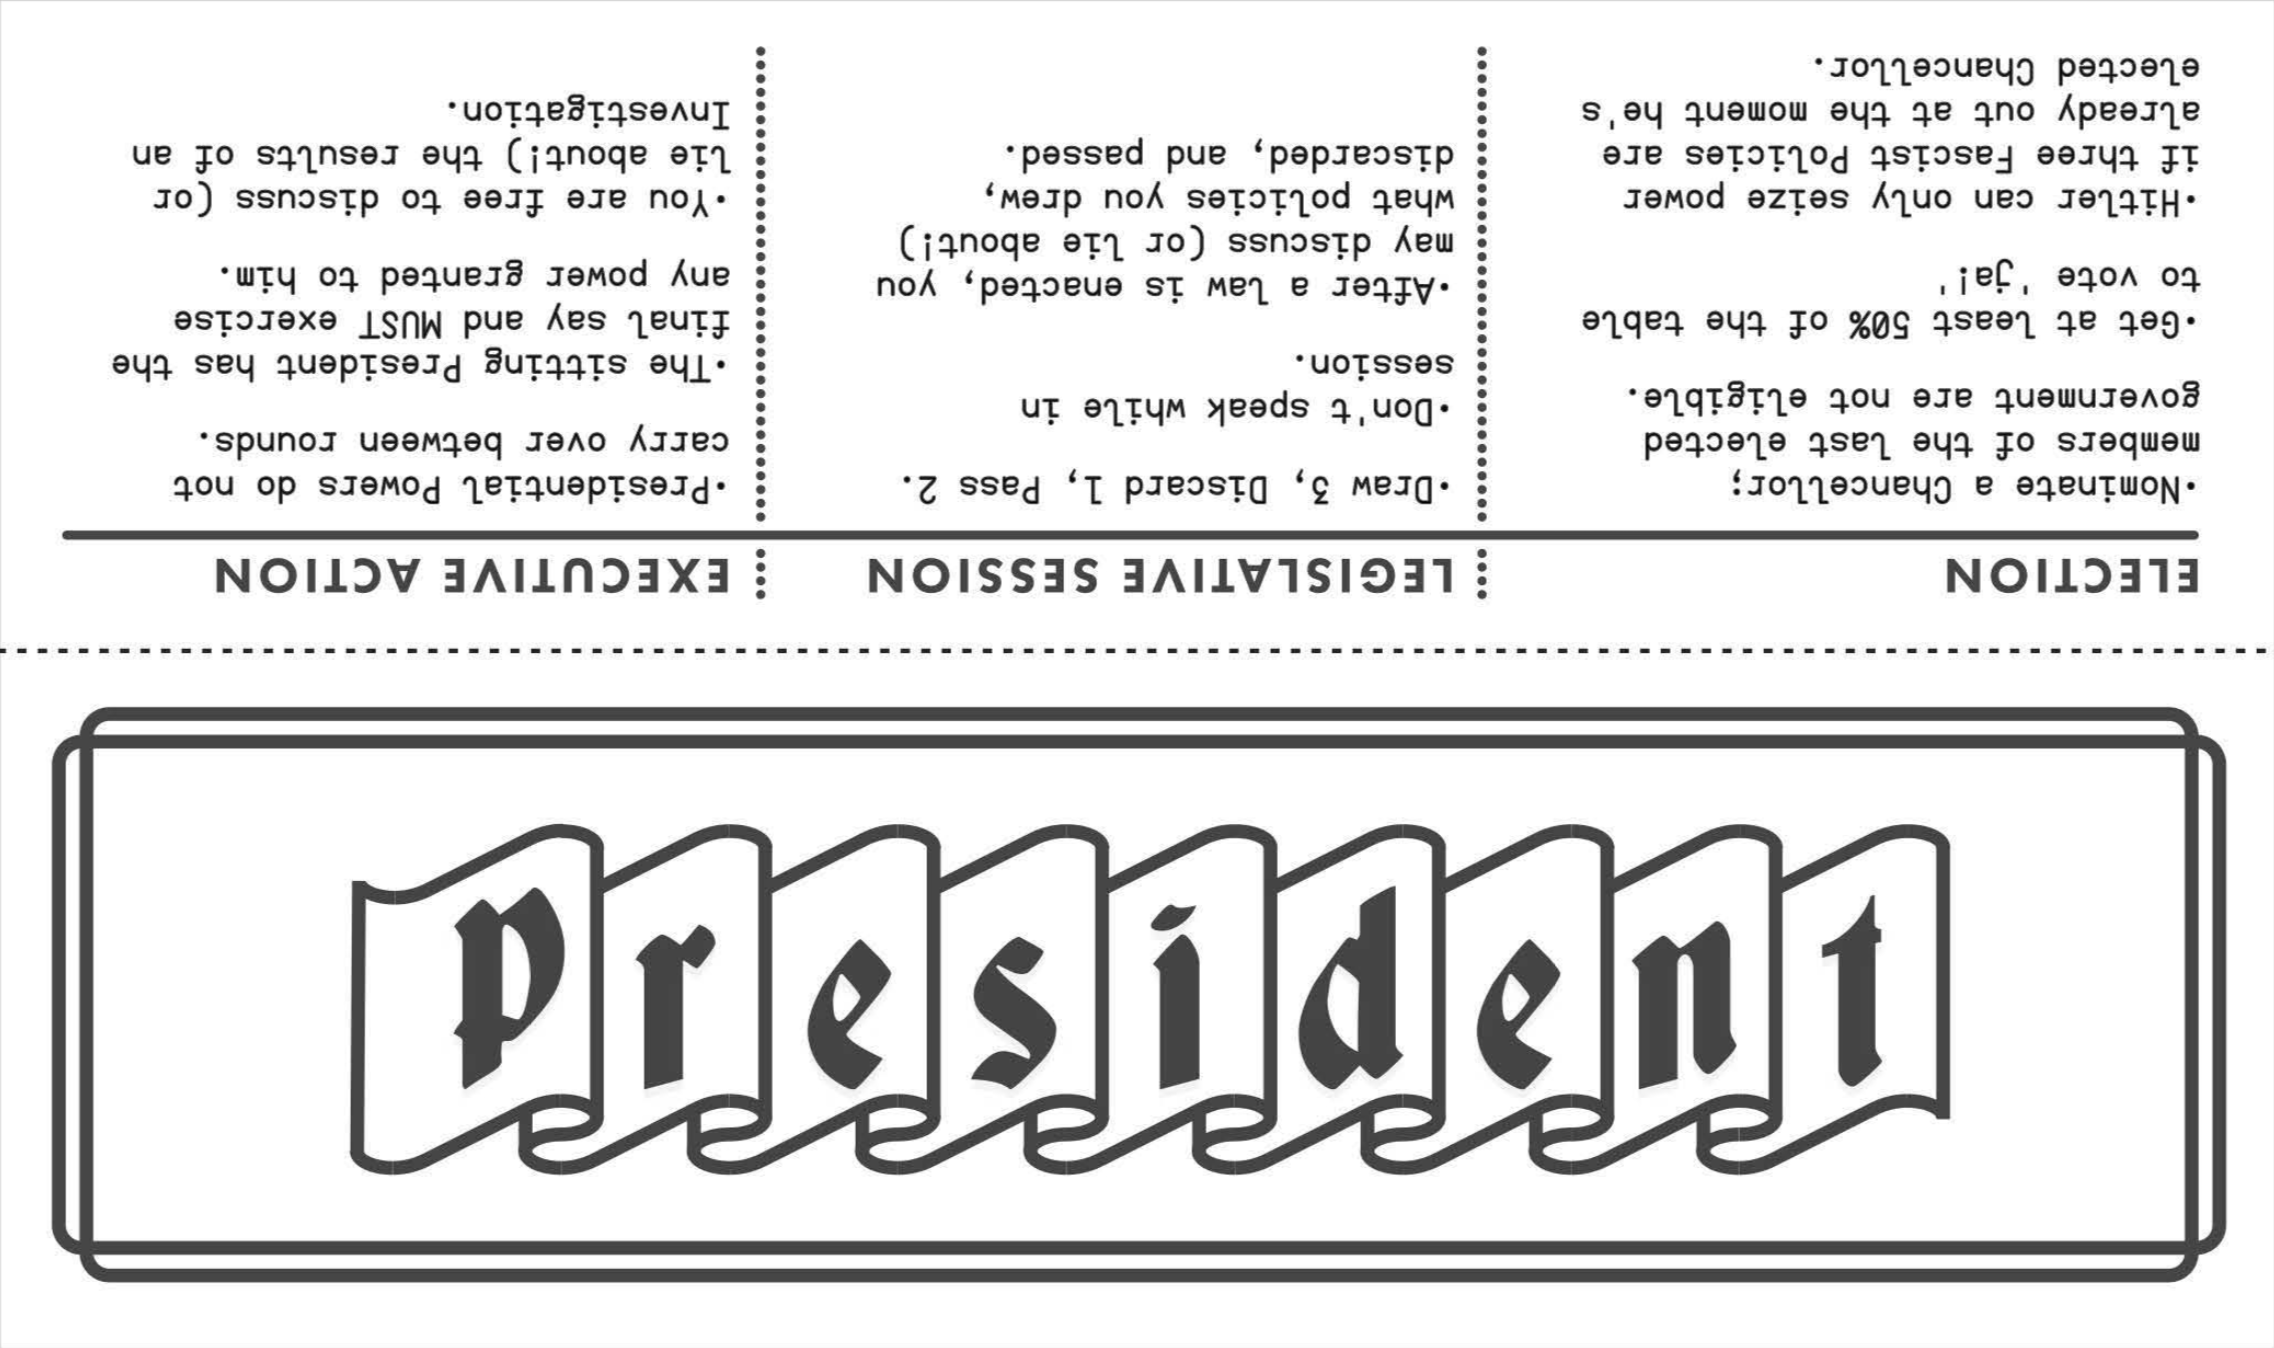 ELECTION
•Nominate a Chancellor;
members of the last elected
government are not eligible.
•Get at least 50% of the table
to vote 'ja!'
•Hitler can only seize power
if three Fascist Policies are
already out at the moment he's
elected Chancellor.
LEGISLATIVE SESSION
•Draw 3, Discard 1, Pass 2.
•Don't speak while in
session.
•After a law is enacted, you
may discuss (or lie about!)
what policies you drew,
discarded, and passed.
EXECUTIVE ACTION
•Presidential Powers do not
carry over between rounds.
•The sitting President has the
final say and MUST exercise
any power granted to him.
•You are free to discuss (or
lie about!) the results of an
Investigation.
President